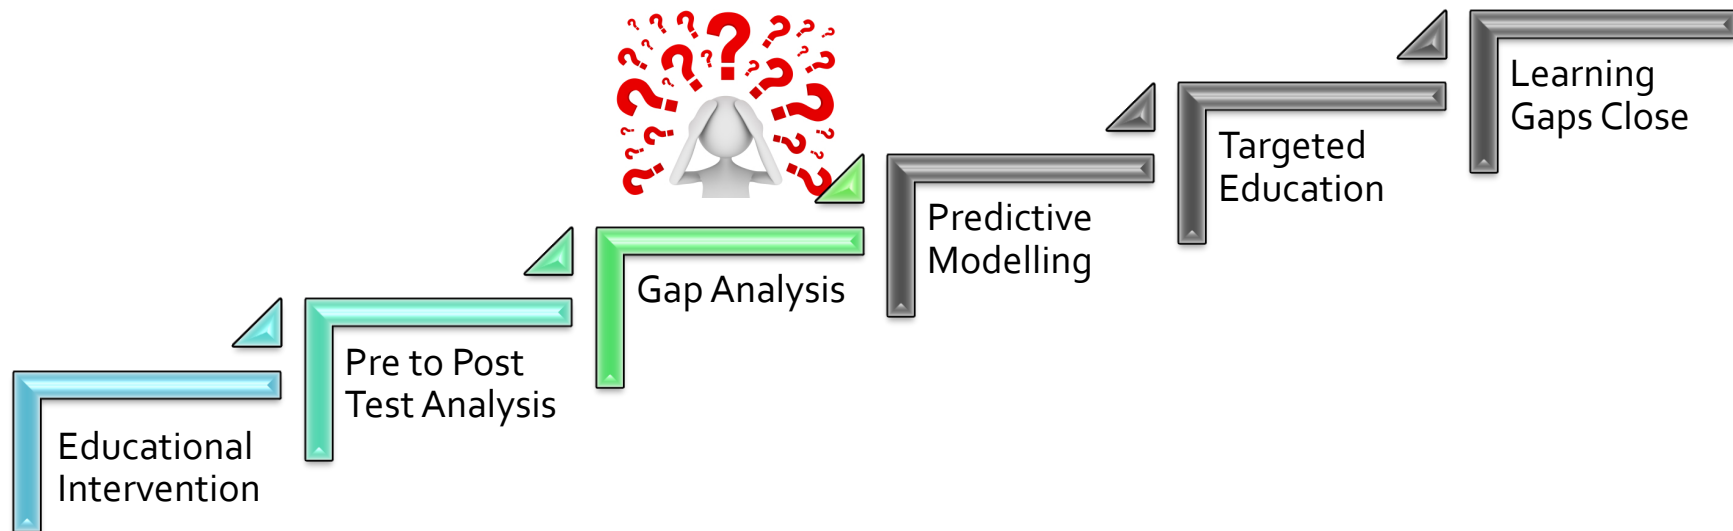 Educational
Intervention
Pre to Post
Test Analysis
Gap Analysis
Predictive
Modelling
Targeted
Education
Learning
Gaps Close